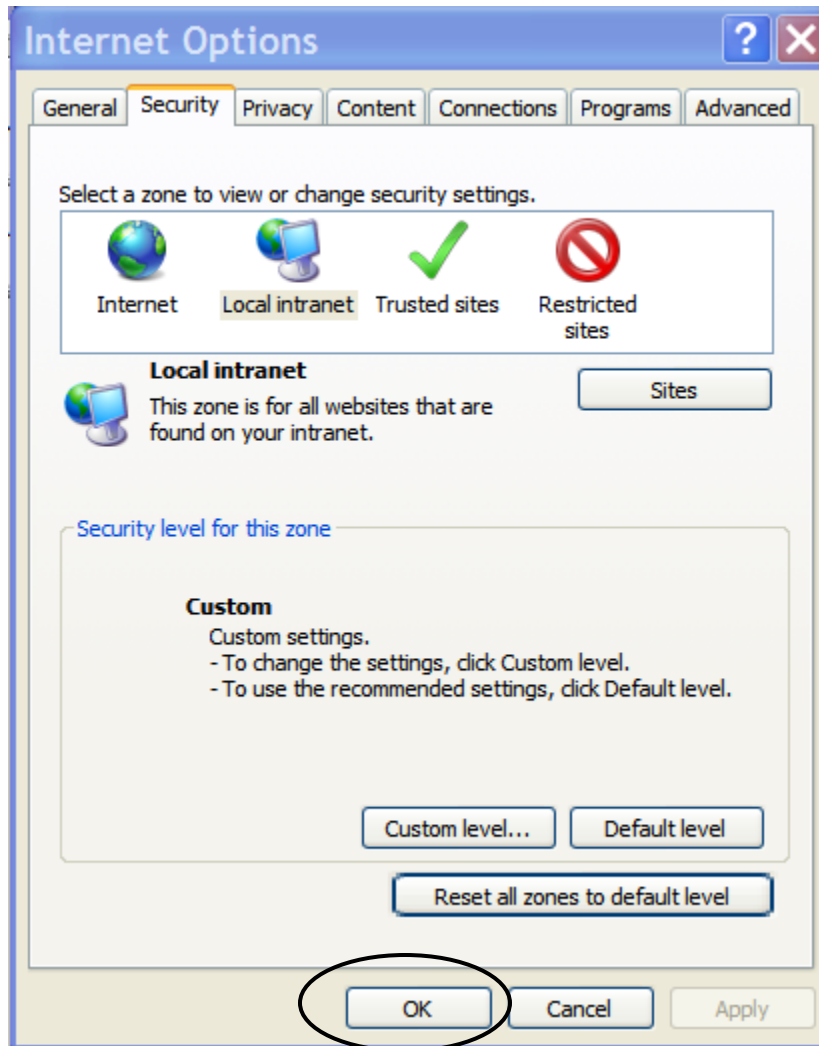 Internet Options
?
General Security Privacy Content Connections Programs Advanced
Select a zone to view or change security settings.
Internet Local intranet Trusted sites Restricted
sites
Local intranet
Sites
This zone is for all websites that are
found on your intranet.
Security level for this zone
Custom
Custom settings.
- To change the settings, click Custom level.
- To use the recommended settings, click Default level.
Custom level... Default level
Reset all zones to default level
OK Cancel Apply